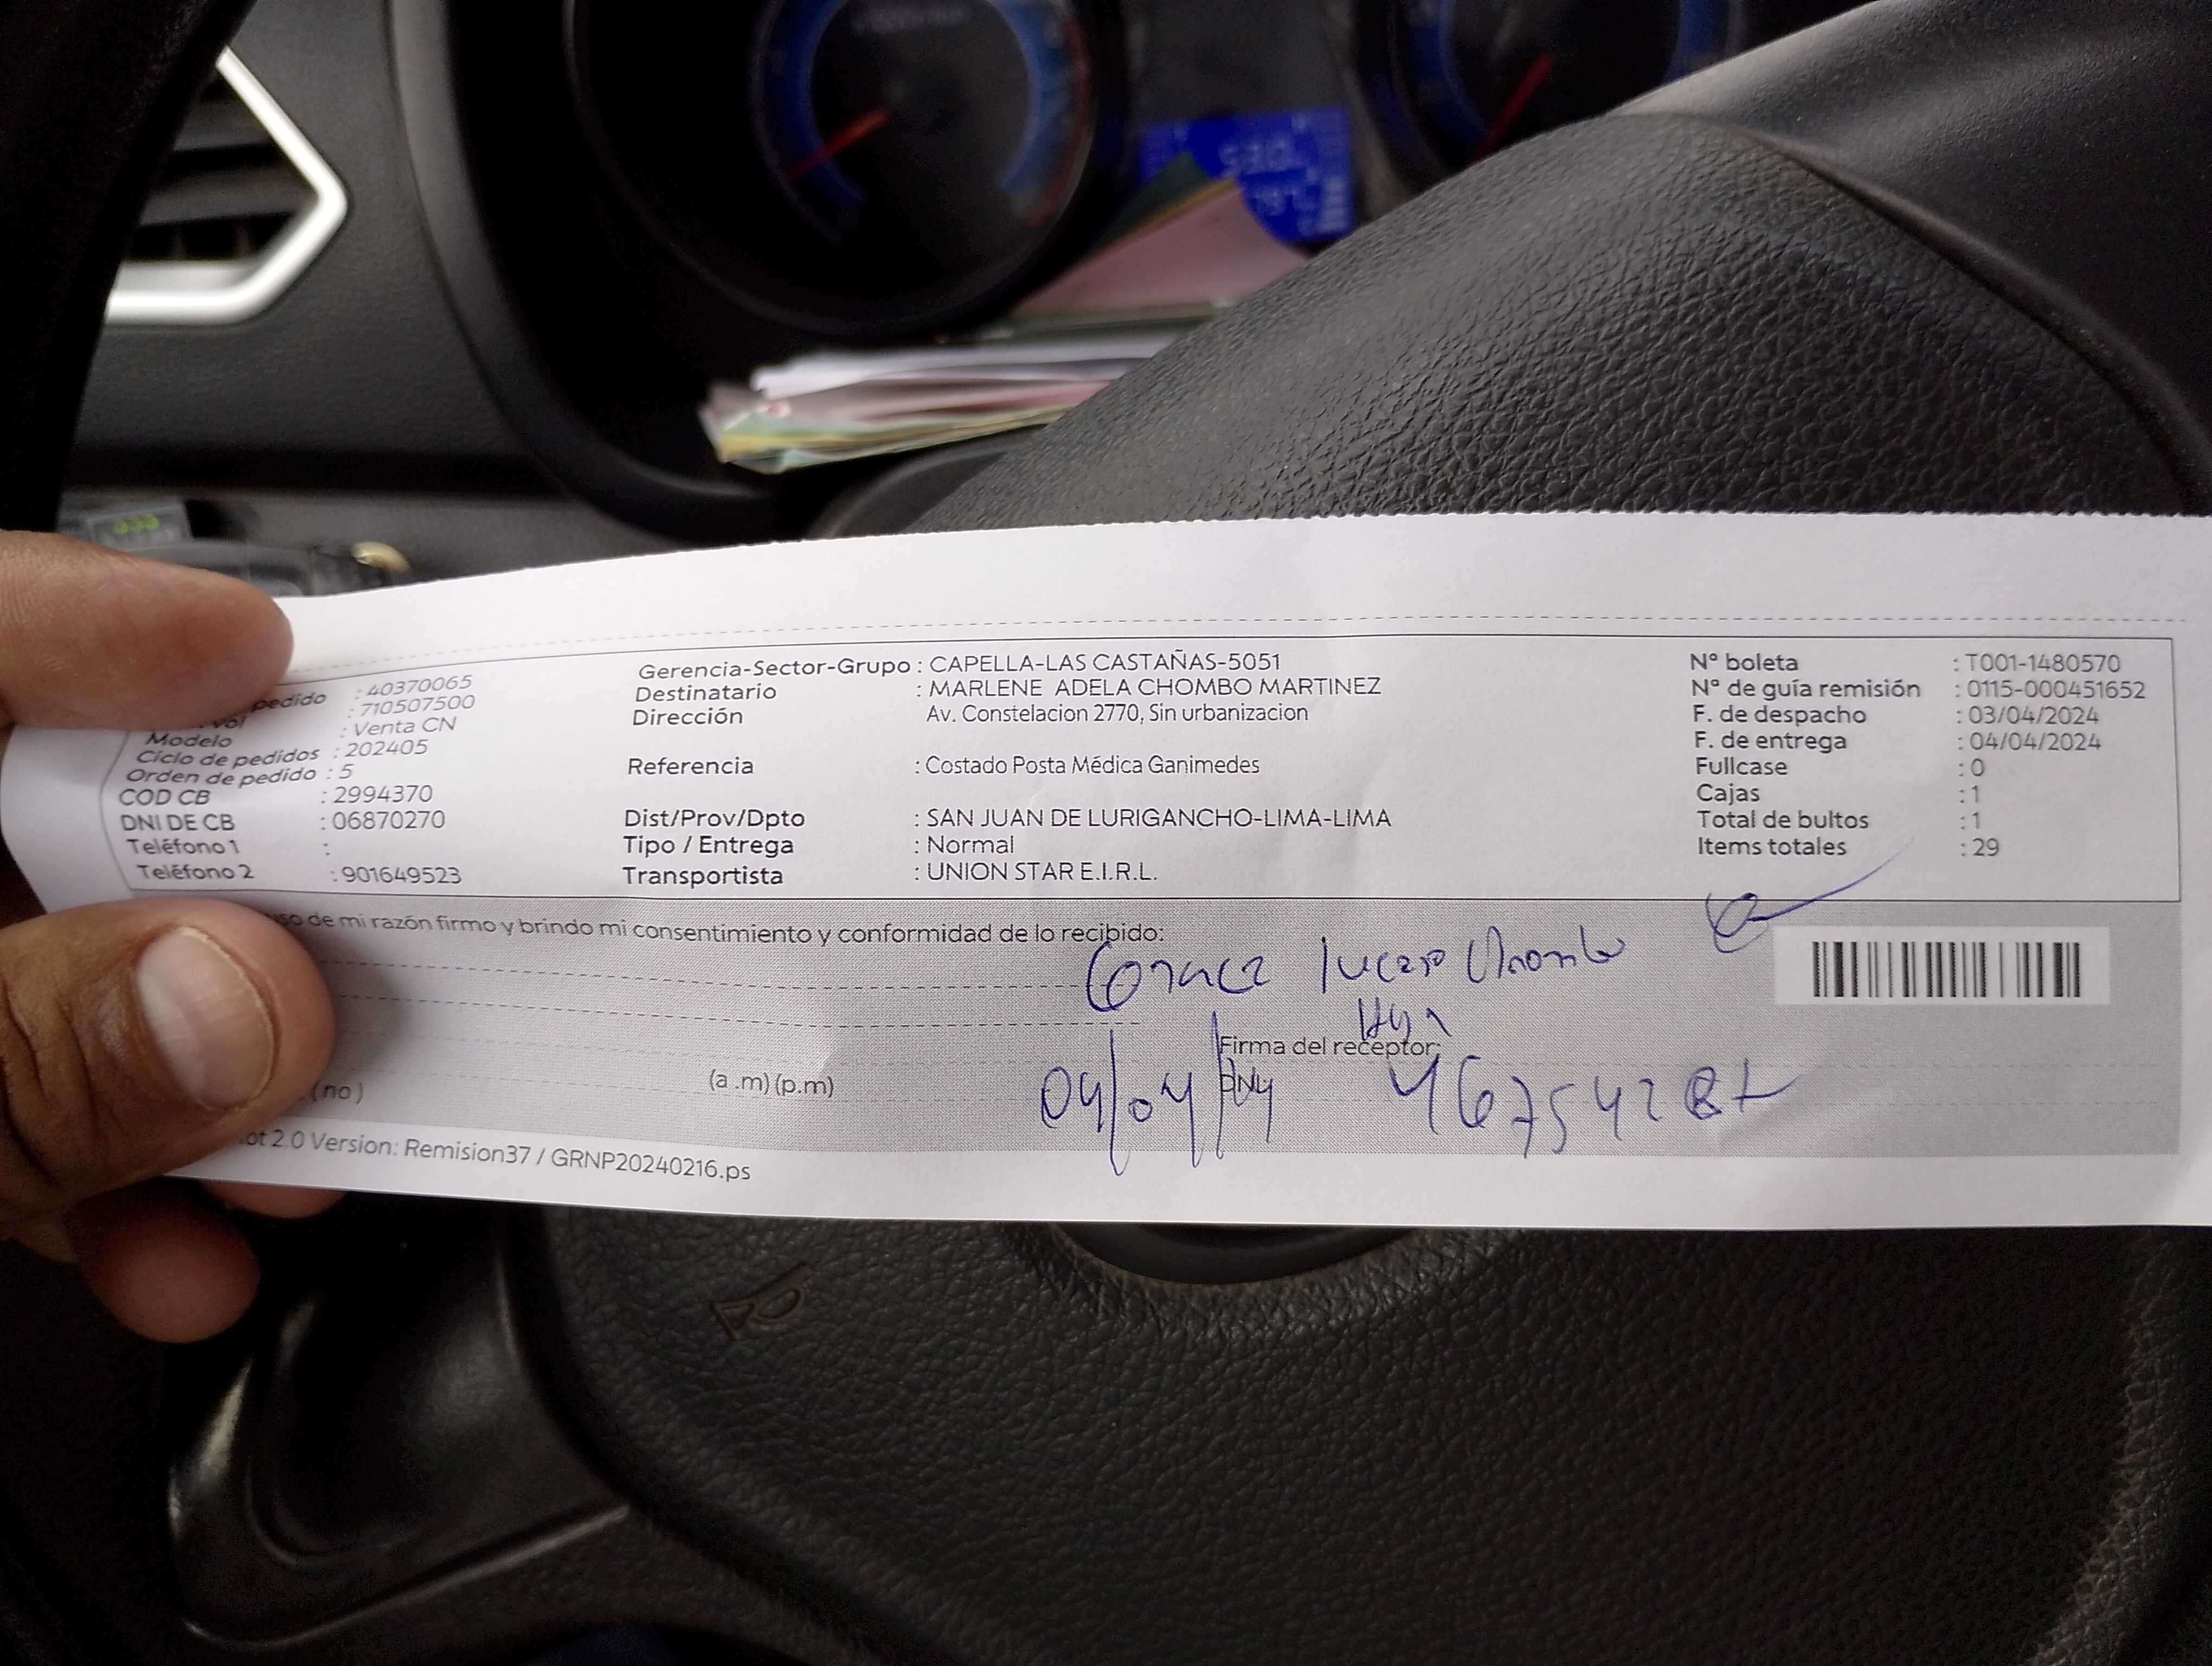 pedido : 40370065
: 710507500
Modelo : Venta CN
Ciclo de pedidos : 202405
Orden de pedido : 5
COD CB : 2994370
DNI DE CB : 06870270
Teléfono 1 :
Teléfono 2 : 901649523
Gerencia-Sector-Grupo : CAPELLA-LAS CASTAÑAS-5051
Destinatario : MARLENE ADELA CHOMBO MARTINEZ
Dirección Av. Constelacion 2770, Sin urbanizacion
Referencia : Costado Posta Médica Ganimedes
Dist/Prov/Dpto : SAN JUAN DE LURIGANCHO-LIMA-LIMA
Tipo / Entrega : Normal
Transportista : UNION STAR E.I.R.L.
Nº boleta : T001-1480570
Nº de guía remisión : 0115-000451652
F. de despacho : 03/04/2024
F. de entrega : 04/04/2024
Fullcase : 0
Cajas : 1
Total de bultos : 1
Items totales : 29
de mi razón firmo y brindo mi consentimiento y conformidad de lo recibido:
Chombo
Firma del receptor:
(no) (a.m) (p.m) 04/04/24
2.0 Version: Remision37 / GRNP20240216.ps